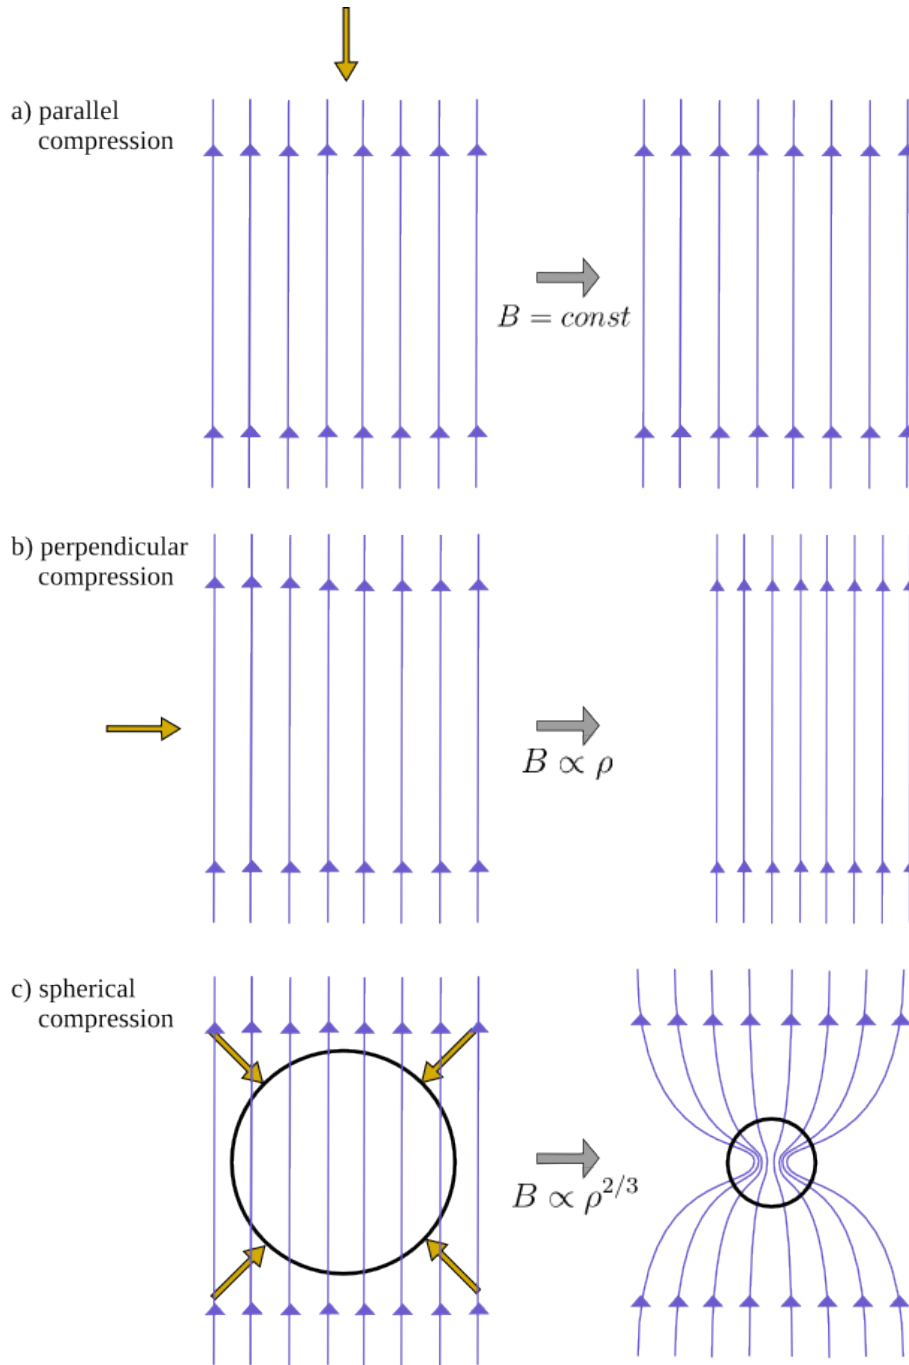 a) parallel
compression
B = const
b) perpendicular
compression
B ∝ ρ
c) spherical
compression
B ∝ ρ^{2/3}